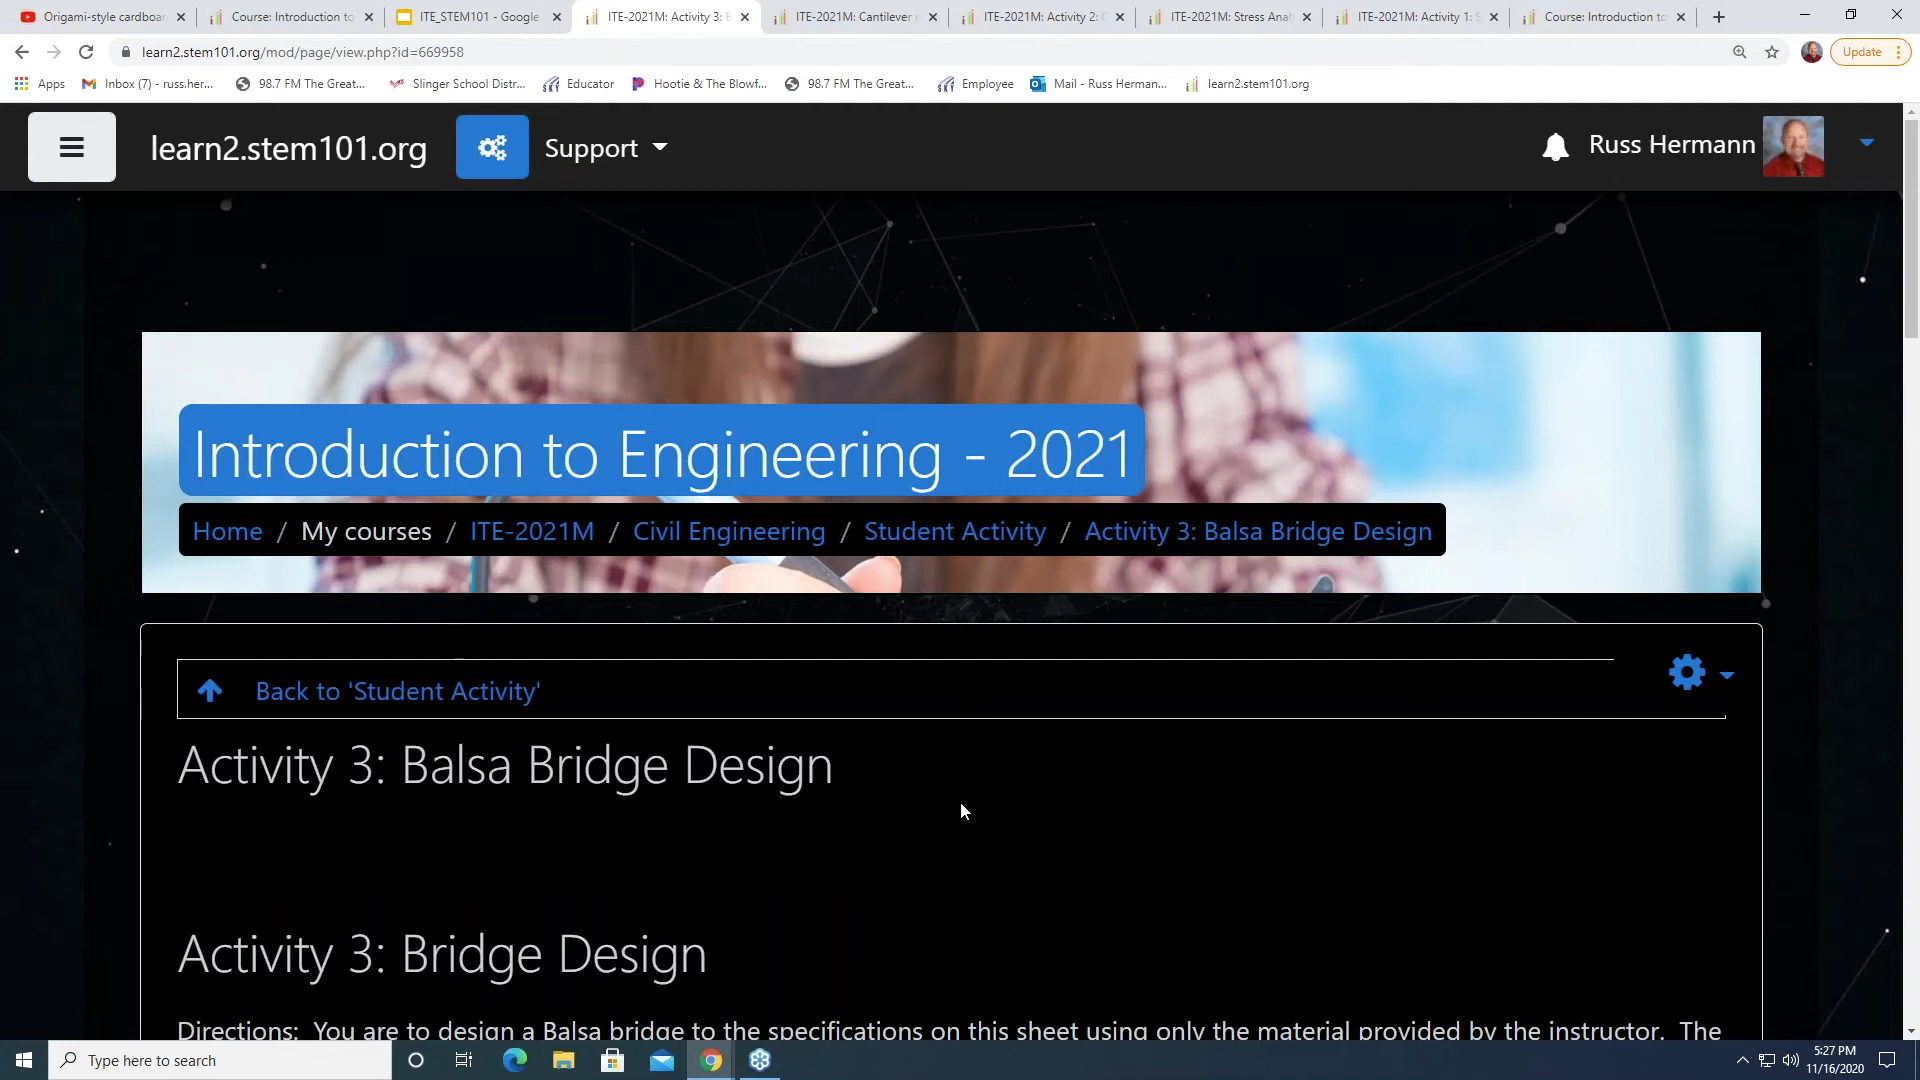 Origami-style cardboar
Course: Introduction to
ITE_STEM101 - Google
ITE-2021M: Activity 3: B
ITE-2021M: Cantilever
ITE-2021M: Activity 2: C
ITE-2021M: Stress Anal
ITE-2021M: Activity 1: S
Course: Introduction to
learn2.stem101.org/mod/page/view.php?id=669958
Update
Apps
Inbox (7) - russ.her...
98.7 FM The Great...
Slinger School Distr...
Educator
Hootie & The Blowf...
98.7 FM The Great...
Employee
Mail - Russ Herman...
learn2.stem101.org
learn2.stem101.org
Support
Russ Hermann
Introduction to Engineering - 2021
Home / My courses / ITE-2021M / Civil Engineering / Student Activity / Activity 3: Balsa Bridge Design
Back to 'Student Activity'
Activity 3: Balsa Bridge Design
Activity 3: Bridge Design
Directions: You are to design a Balsa bridge to the specifications on this sheet using only the material provided by the instructor. The
Type here to search
5:27 PM
11/16/2020